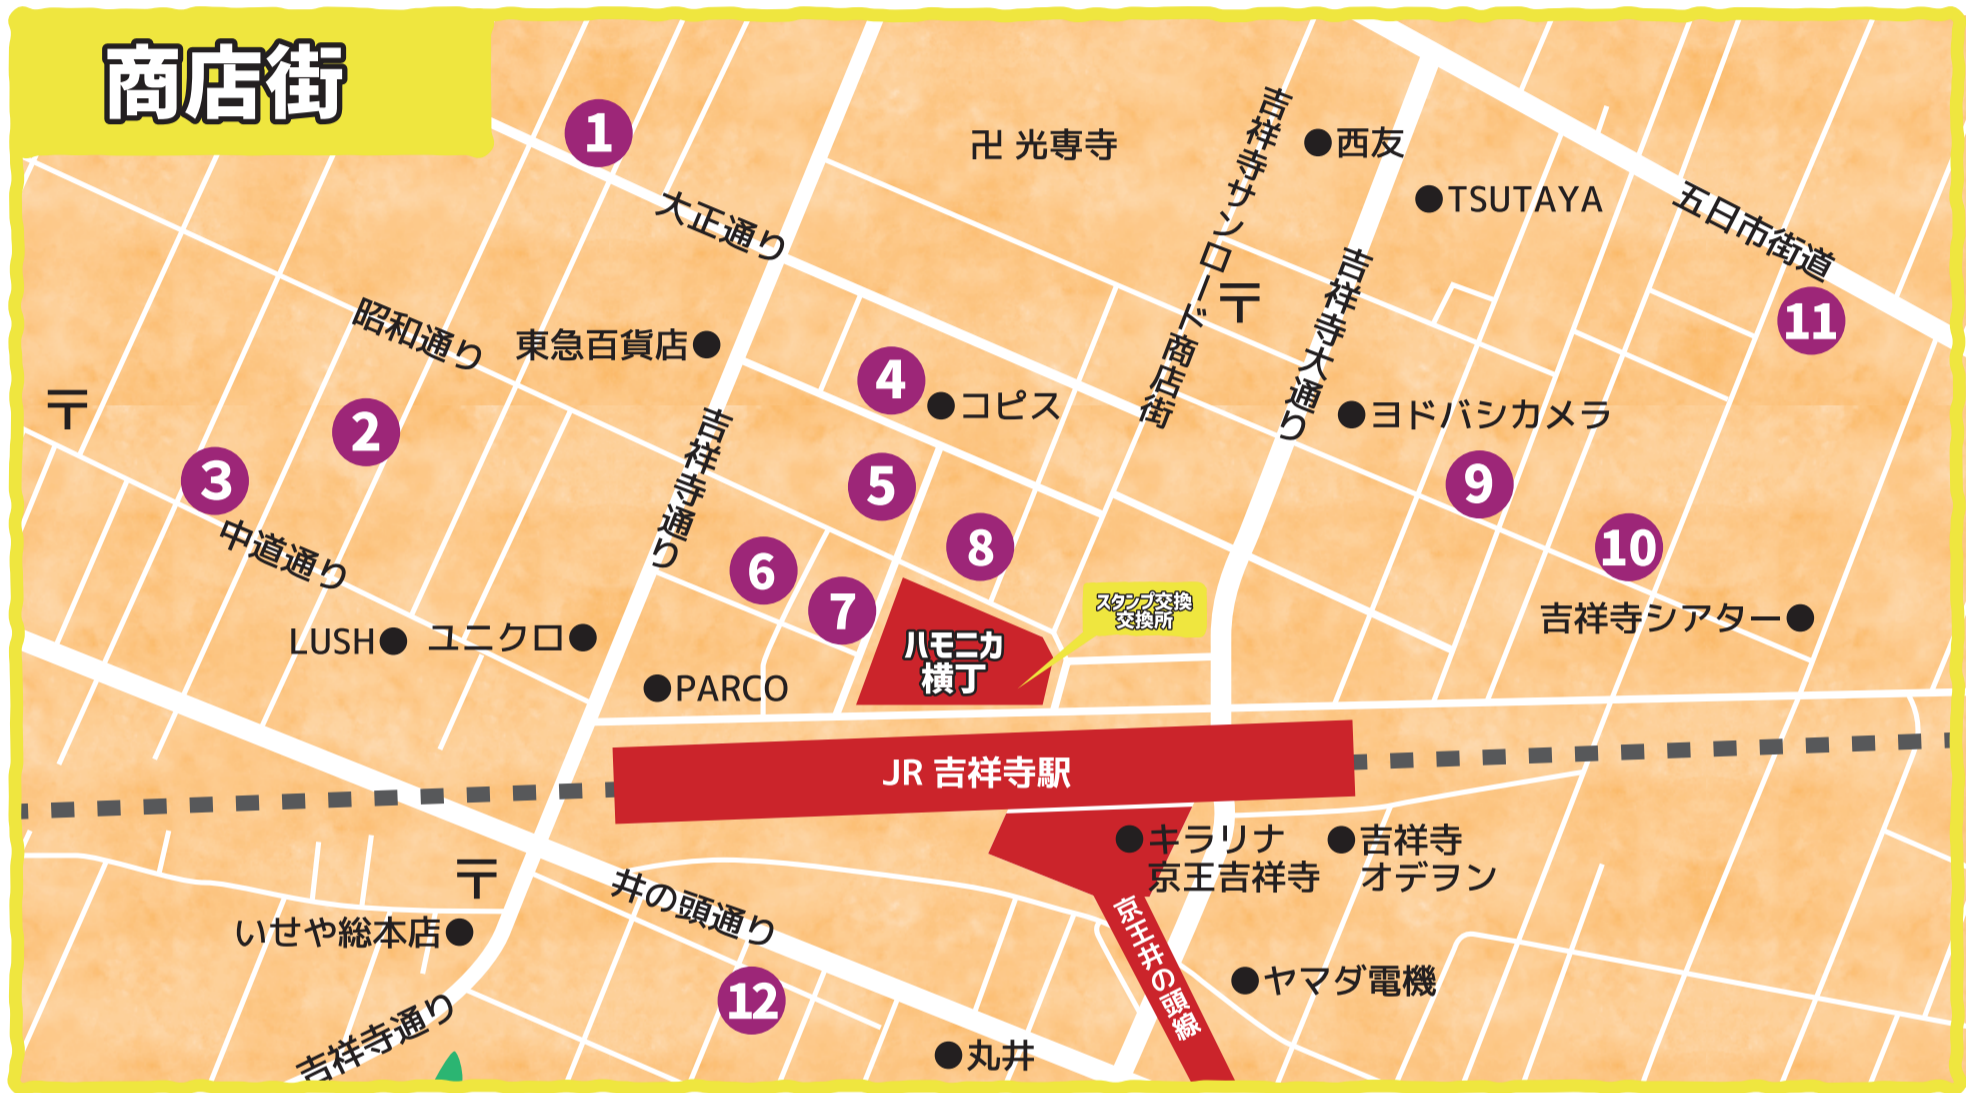 商店街
1
卍 光専寺
吉祥寺サンロード商店街
西友
TSUTAYA
大正通り
五日市街道
吉祥寺大通り
11
昭和通り
東急百貨店
〒
4
コピス
〒
2
ヨドバシカメラ
3
吉祥寺通り
5
9
中道通り
8
10
6
7
スタンプ交換
交換所
LUSH
ユニクロ
ハモニカ
横丁
吉祥寺シアター
PARCO
JR 吉祥寺駅
キラリナ
京王吉祥寺
吉祥寺
オデヲン
〒
井の頭通り
いせや総本店
京王井の頭線
ヤマダ電機
12
吉祥寺通り
丸井